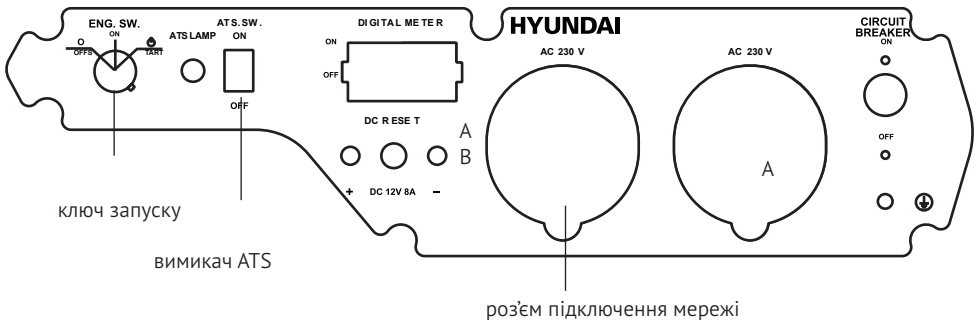 ENG. SW.
ON
OFFS
TART
ATS LAMP
ATS. SW.
ON
OFF
DIGITAL METER
ON
OFF
HYUNDAI
AC 230 V
AC 230 V
CIRCUIT
BREAKER
ON
OFF
DC RESET
A
B
A
+ DC 12V 8A −
ключ запуску
вимикач ATS
роз’єм підключення мережі